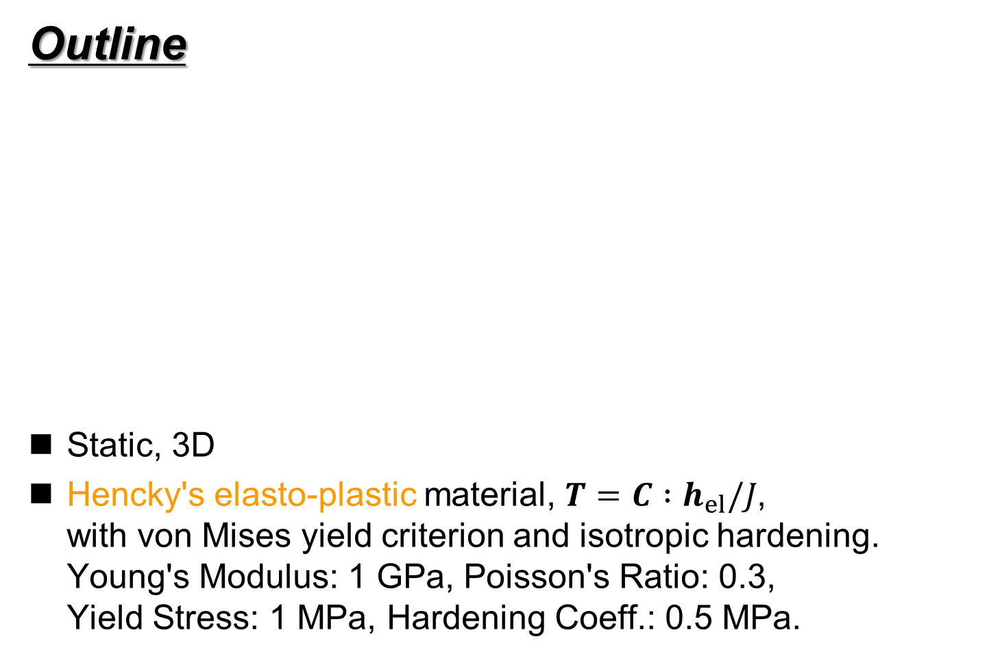 Outline
■ Static, 3D
■ Hencky's elasto-plastic material, 𝑻 = 𝑪 : 𝒉el/𝐽,
with von Mises yield criterion and isotropic hardening.
Young's Modulus: 1 GPa, Poisson's Ratio: 0.3,
Yield Stress: 1 MPa, Hardening Coeff.: 0.5 MPa.